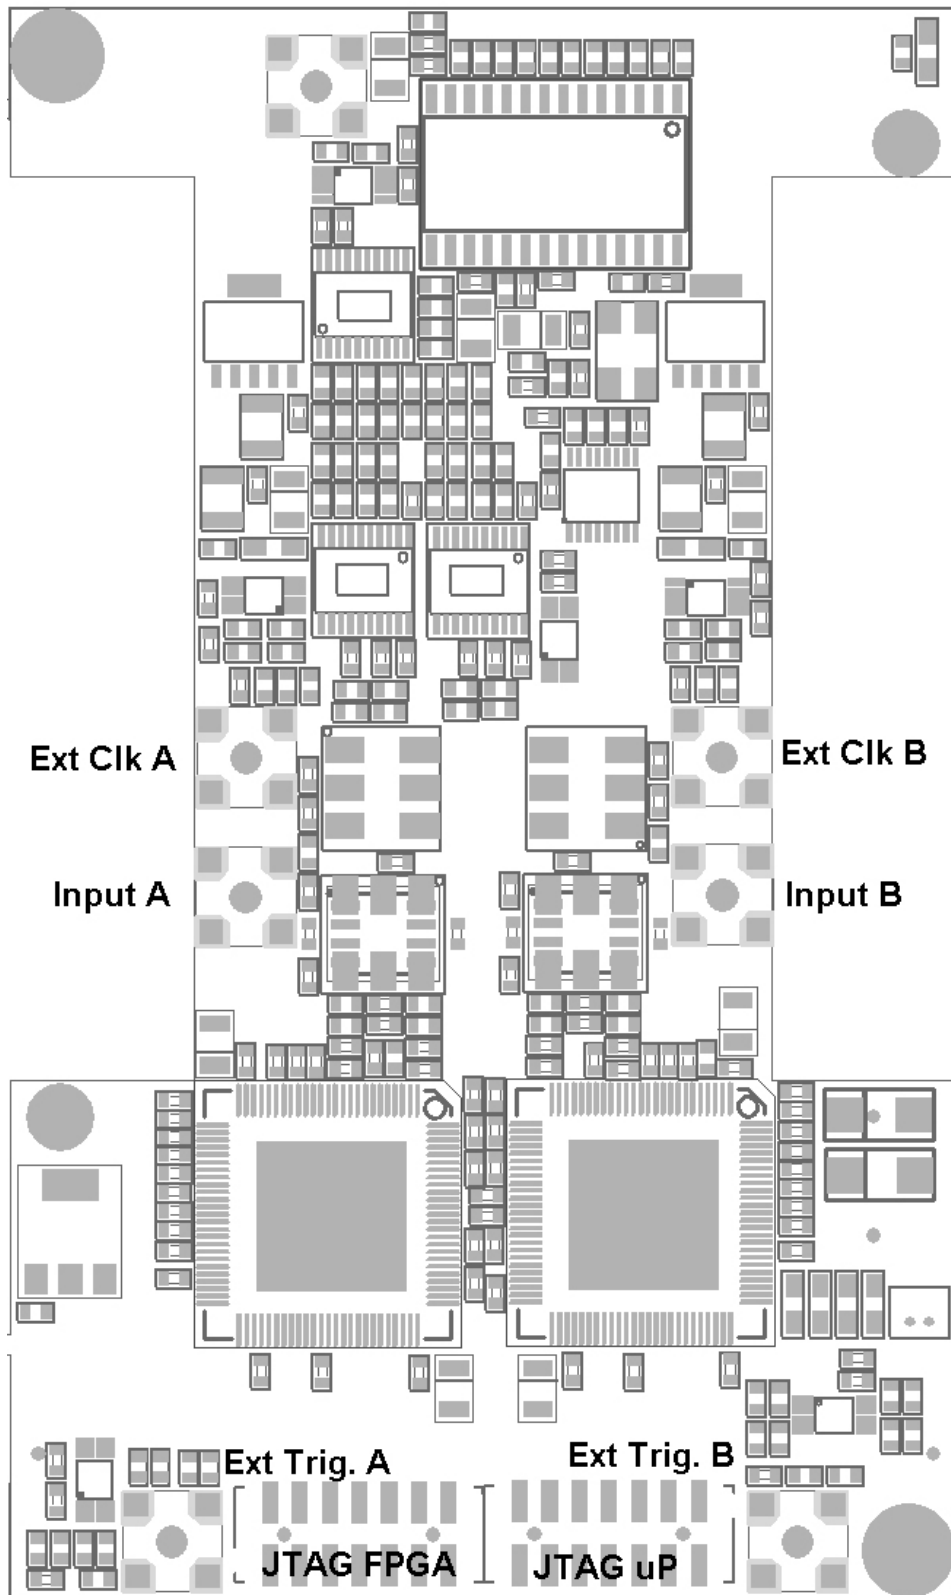 Ext Clk A
Ext Clk B
Input A
Input B
Ext Trig. A
Ext Trig. B
JTAG FPGA
JTAG uP